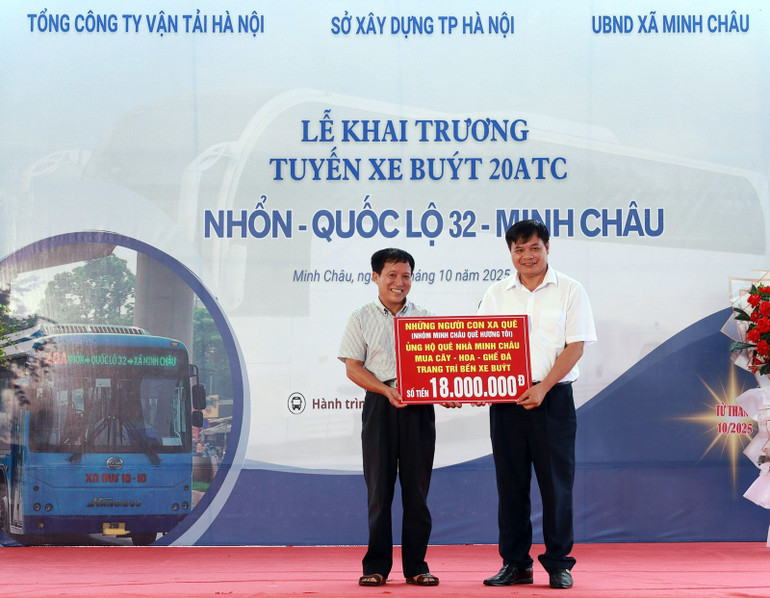 TỔNG CÔNG TY VẬN TẢI HÀ NỘI
SỞ XÂY DỰNG TP HÀ NỘI
UBND XÃ MINH CHÂU
LỄ KHAI TRƯƠNG
TUYẾN XE BUÝT 20ATC
NHỔN - QUỐC LỘ 32 - MINH CHÂU
Minh Châu, tháng 10 năm 2025
NHỮNG NGƯỜI CON XA QUÊ
(NHÓM MINH CHÂU QUÊ HƯƠNG TÔI)
ỦNG HỘ QUÊ NHÀ MINH CHÂU
MUA CÂY - HOA - GHẾ ĐÁ
TRANG TRÍ BẾN XE BUÝT
SỐ TIỀN 18.000.000Đ
NHỔN→QUỐC LỘ 32→XÃ MINH CHÂU
Hành trìn
TỪ THÁN
10/2025